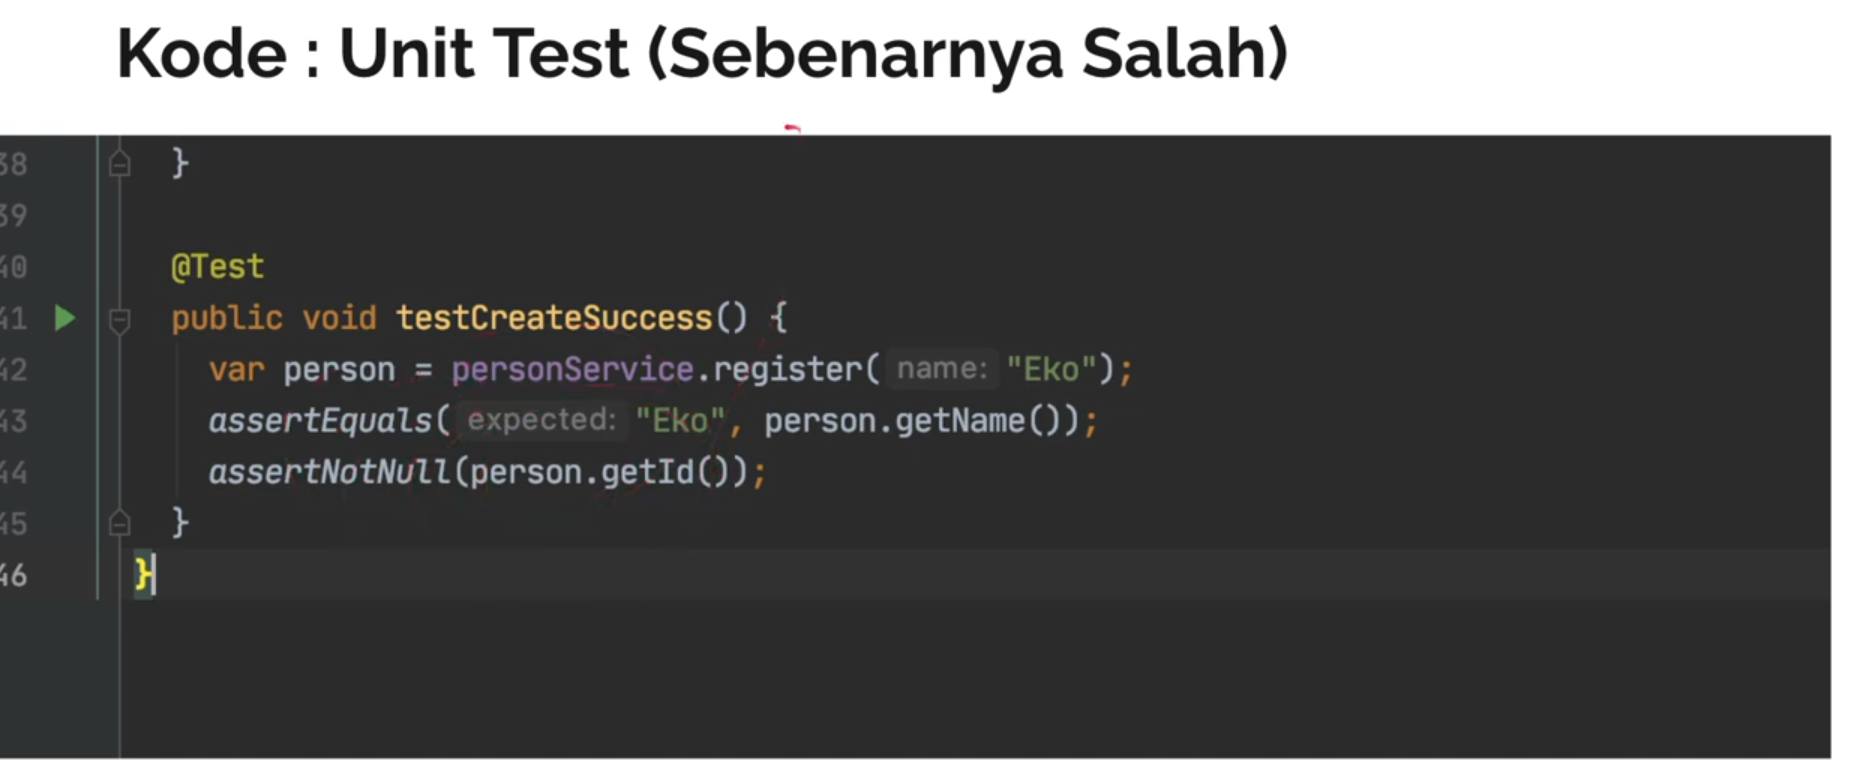 Kode : Unit Test (Sebenarnya Salah)
38 }
39
40 @Test
41 public void testCreateSuccess() {
42 var person = personService.register( name: "Eko");
43 assertEquals( expected: "Eko", person.getName());
44 assertNotNull(person.getId());
45 }
46 }